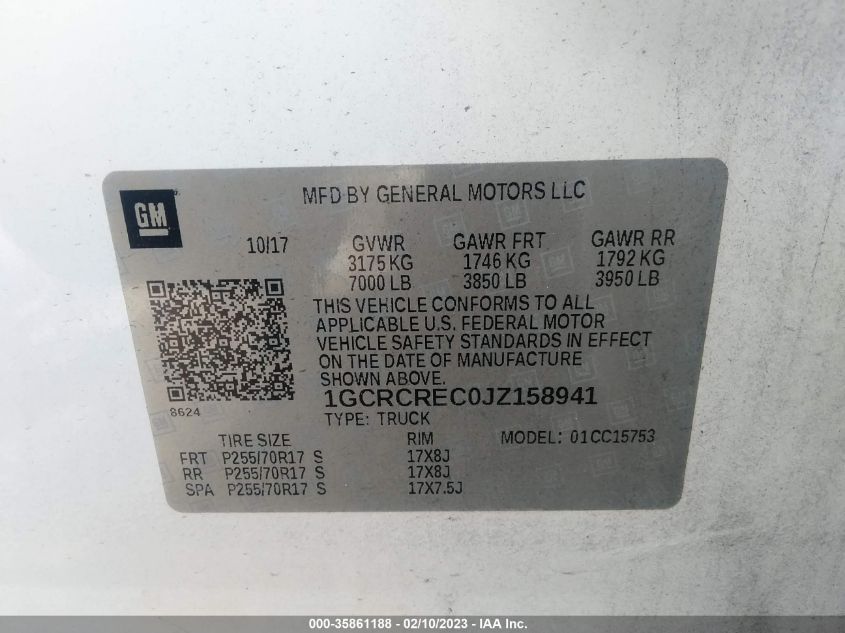 GM
MFD BY GENERAL MOTORS LLC
10/17 GVWR GAWR FRT GAWR RR
3175 KG 1746 KG 1792 KG
7000 LB 3850 LB 3950 LB
THIS VEHICLE CONFORMS TO ALL
APPLICABLE U.S. FEDERAL MOTOR
VEHICLE SAFETY STANDARDS IN EFFECT
ON THE DATE OF MANUFACTURE
SHOWN ABOVE.
8624
1GCRCREC0JZ158941
TYPE: TRUCK
MODEL: 01CC15753
TIRE SIZE RIM
FRT P255/70R17 S 17X8J
RR P255/70R17 S 17X8J
SPA P255/70R17 S 17X7.5J
000-35861188 - 02/10/2023 - IAA Inc.